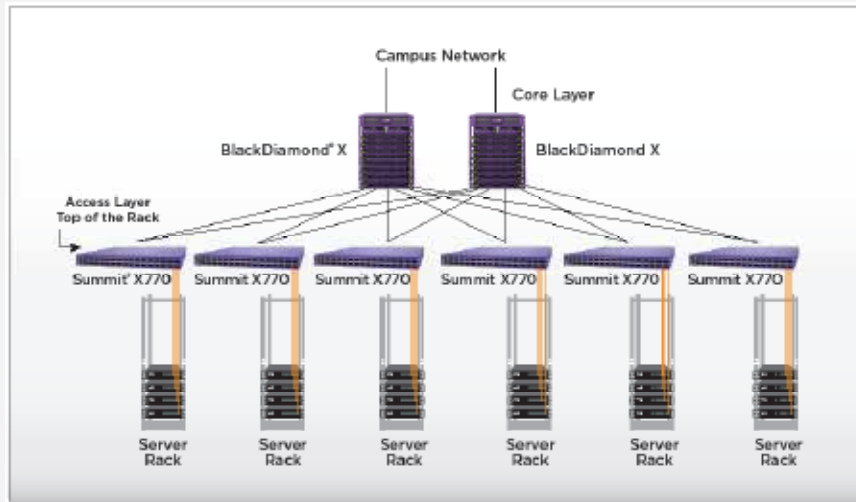 Campus Network
Core Layer
BlackDiamond® X
BlackDiamond X
Access Layer
Top of the Rack
Summit® X770
Summit X770
Summit X770
Summit X770
Summit X770
Summit X770
Server
Rack
Server
Rack
Server
Rack
Server
Rack
Server
Rack
Server
Rack